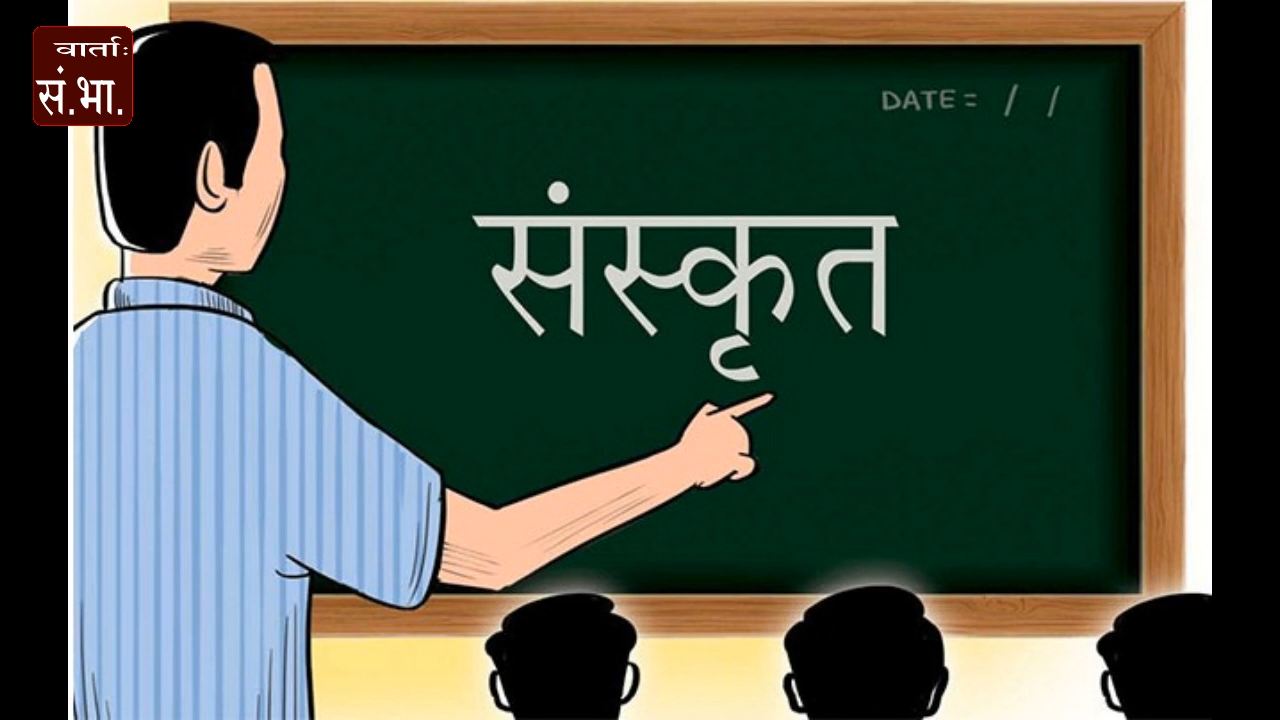 वार्ताः
सं.भा.
DATE = / /
संस्कृत